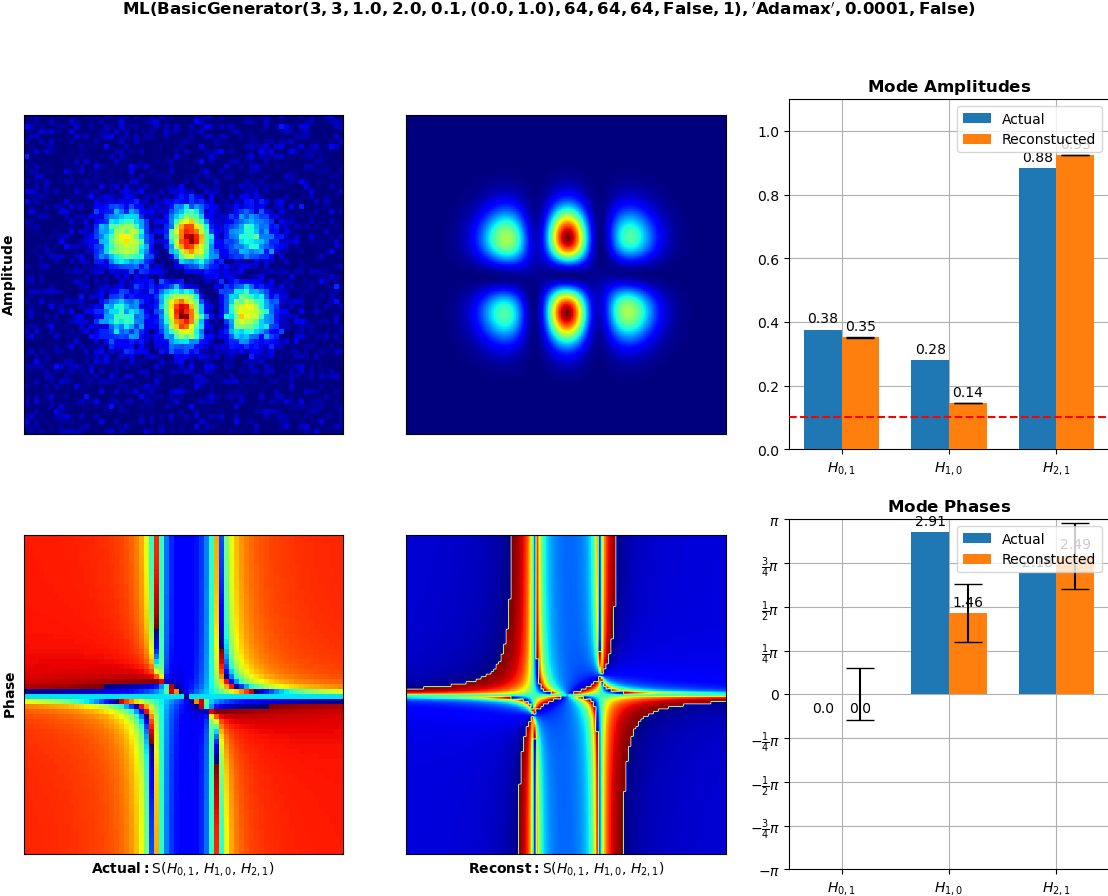 ML(BasicGenerator(3, 3, 1.0, 2.0, 0.1, (0.0, 1.0), 64, 64, 64, False, 1), ′Adamax′, 0.0001, False)
Amplitude
Mode Amplitudes
Actual
Reconstucted
1.0
0.8
0.6
0.4
0.2
0.0
0.38
0.35
0.28
0.14
0.88
H₀,₁
H₁,₀
H₂,₁
Phase
Actual: S(H₀,₁, H₁,₀, H₂,₁)
Reconst: S(H₀,₁, H₁,₀, H₂,₁)
Mode Phases
Actual
Reconstucted
π
3/4π
1/2π
1/4π
0
−1/4π
−1/2π
−3/4π
−π
0.0
0.0
2.91
1.46
2.49
H₀,₁
H₁,₀
H₂,₁